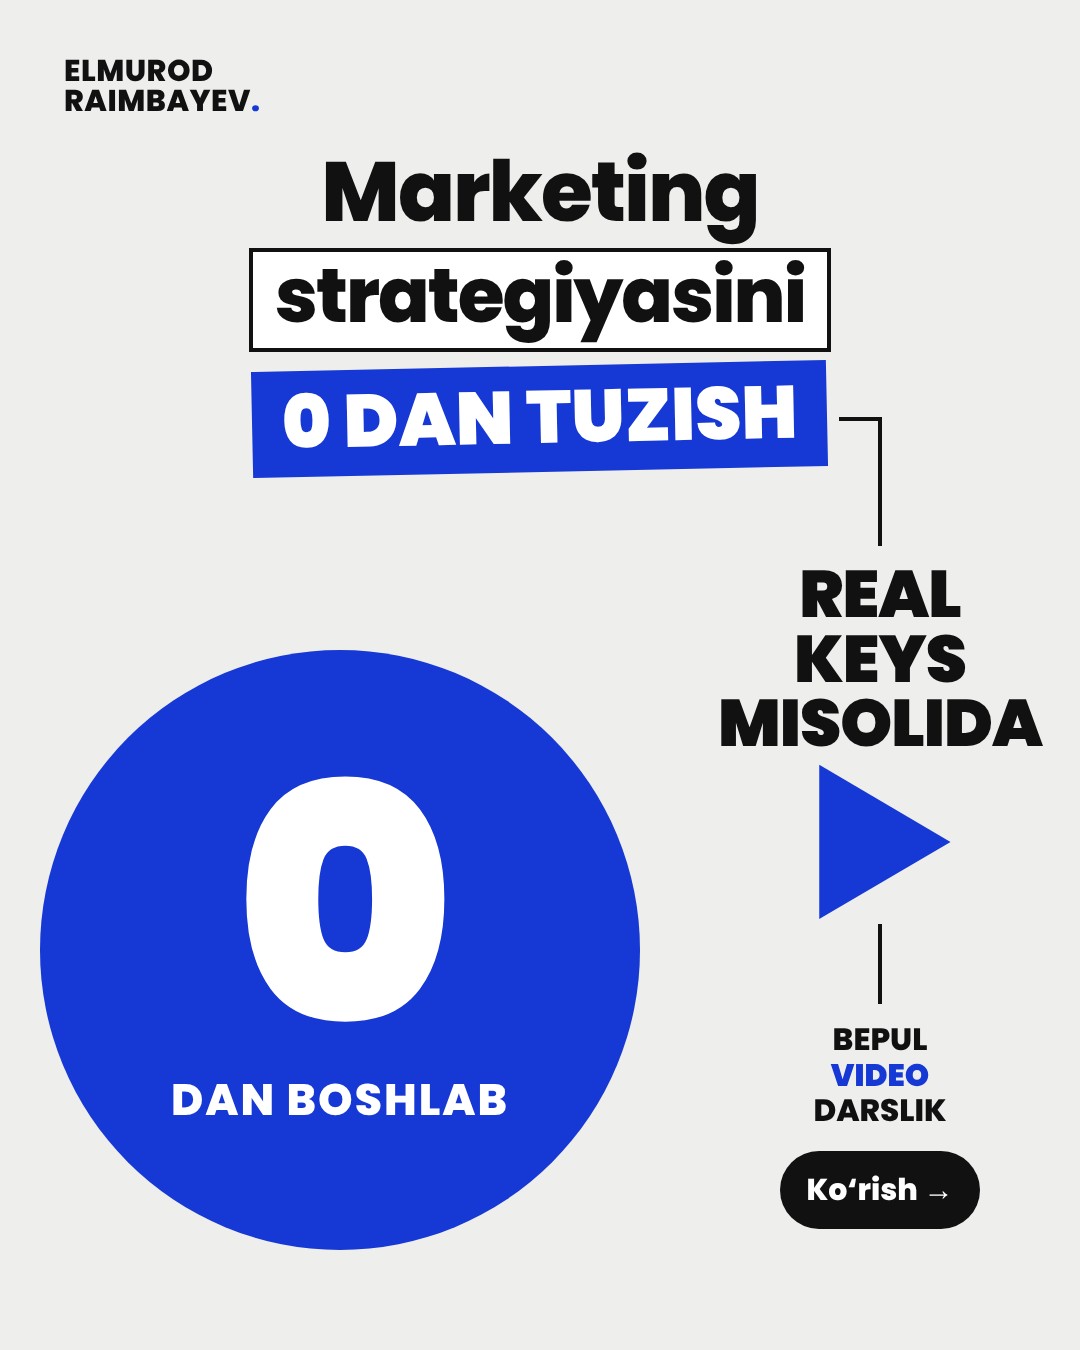 ELMUROD
RAIMBAYEV.
Marketing
strategiyasini
0 DAN TUZISH
REAL
KEYS
MISOLIDA
0
DAN BOSHLAB
BEPUL
VIDEO
DARSLIK
Ko‘rish →